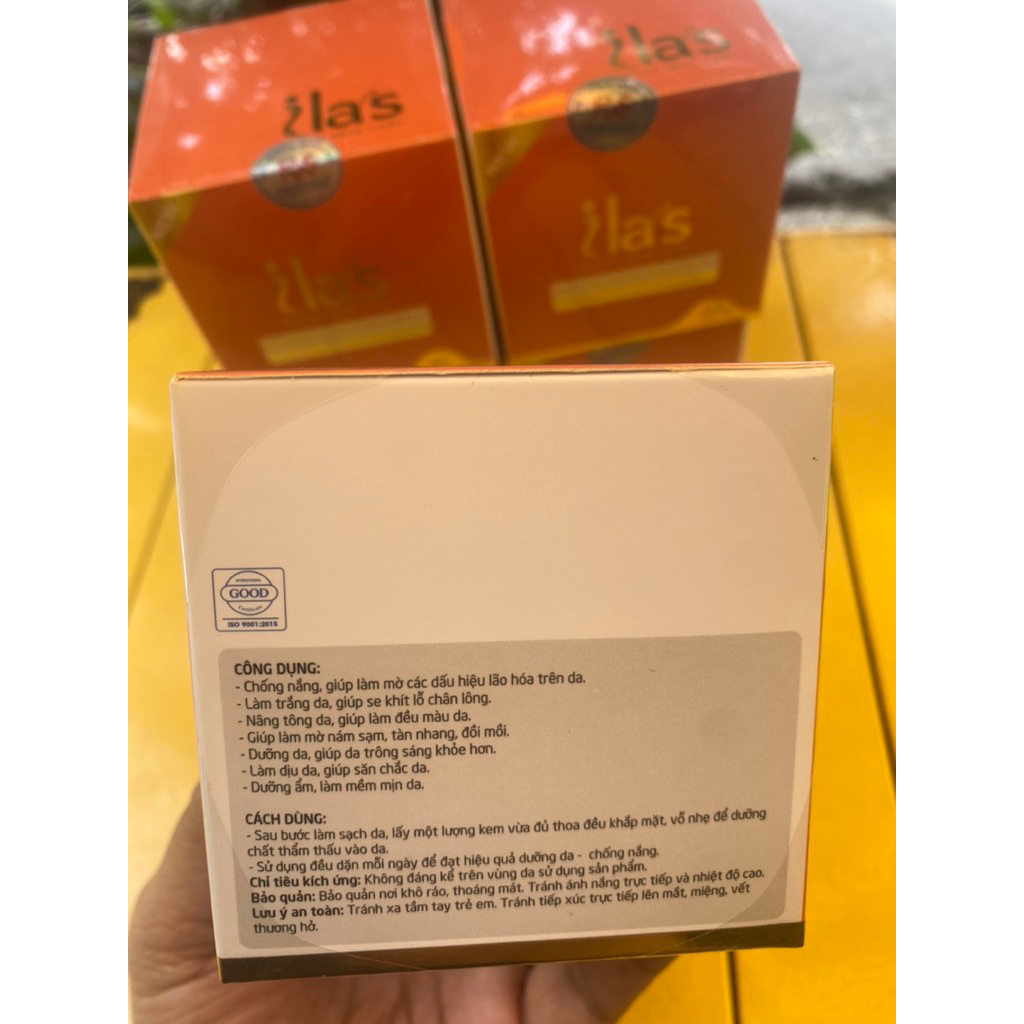 ila's
ila's
ila's
ila's
INTERNATIONAL
GOOD
Certificate
ISO 9001:2015
CÔNG DỤNG:
- Chống nắng, giúp làm mờ các dấu hiệu lão hóa trên da.
- Làm trắng da, giúp se khít lỗ chân lông.
- Nâng tông da, giúp làm đều màu da.
- Giúp làm mờ nám sạm, tàn nhang, đồi mồi.
- Dưỡng da, giúp da trông sáng khỏe hơn.
- Làm dịu da, giúp săn chắc da.
- Dưỡng ẩm, làm mềm mịn da.
CÁCH DÙNG:
- Sau bước làm sạch da, lấy một lượng kem vừa đủ thoa đều khắp mặt, vỗ nhẹ để dưỡng
chất thẩm thấu vào da.
- Sử dụng đều dặn mỗi ngày để đạt hiệu quả dưỡng da - chống nắng.
Chỉ tiêu kích ứng: Không đáng kể trên vùng da sử dụng sản phẩm.
Bảo quản: Bảo quản nơi khô ráo, thoáng mát. Tránh ánh nắng trực tiếp và nhiệt độ cao.
Lưu ý an toàn: Tránh xa tầm tay trẻ em. Tránh tiếp xúc trực tiếp lên mắt, miệng, vết
thương hở.